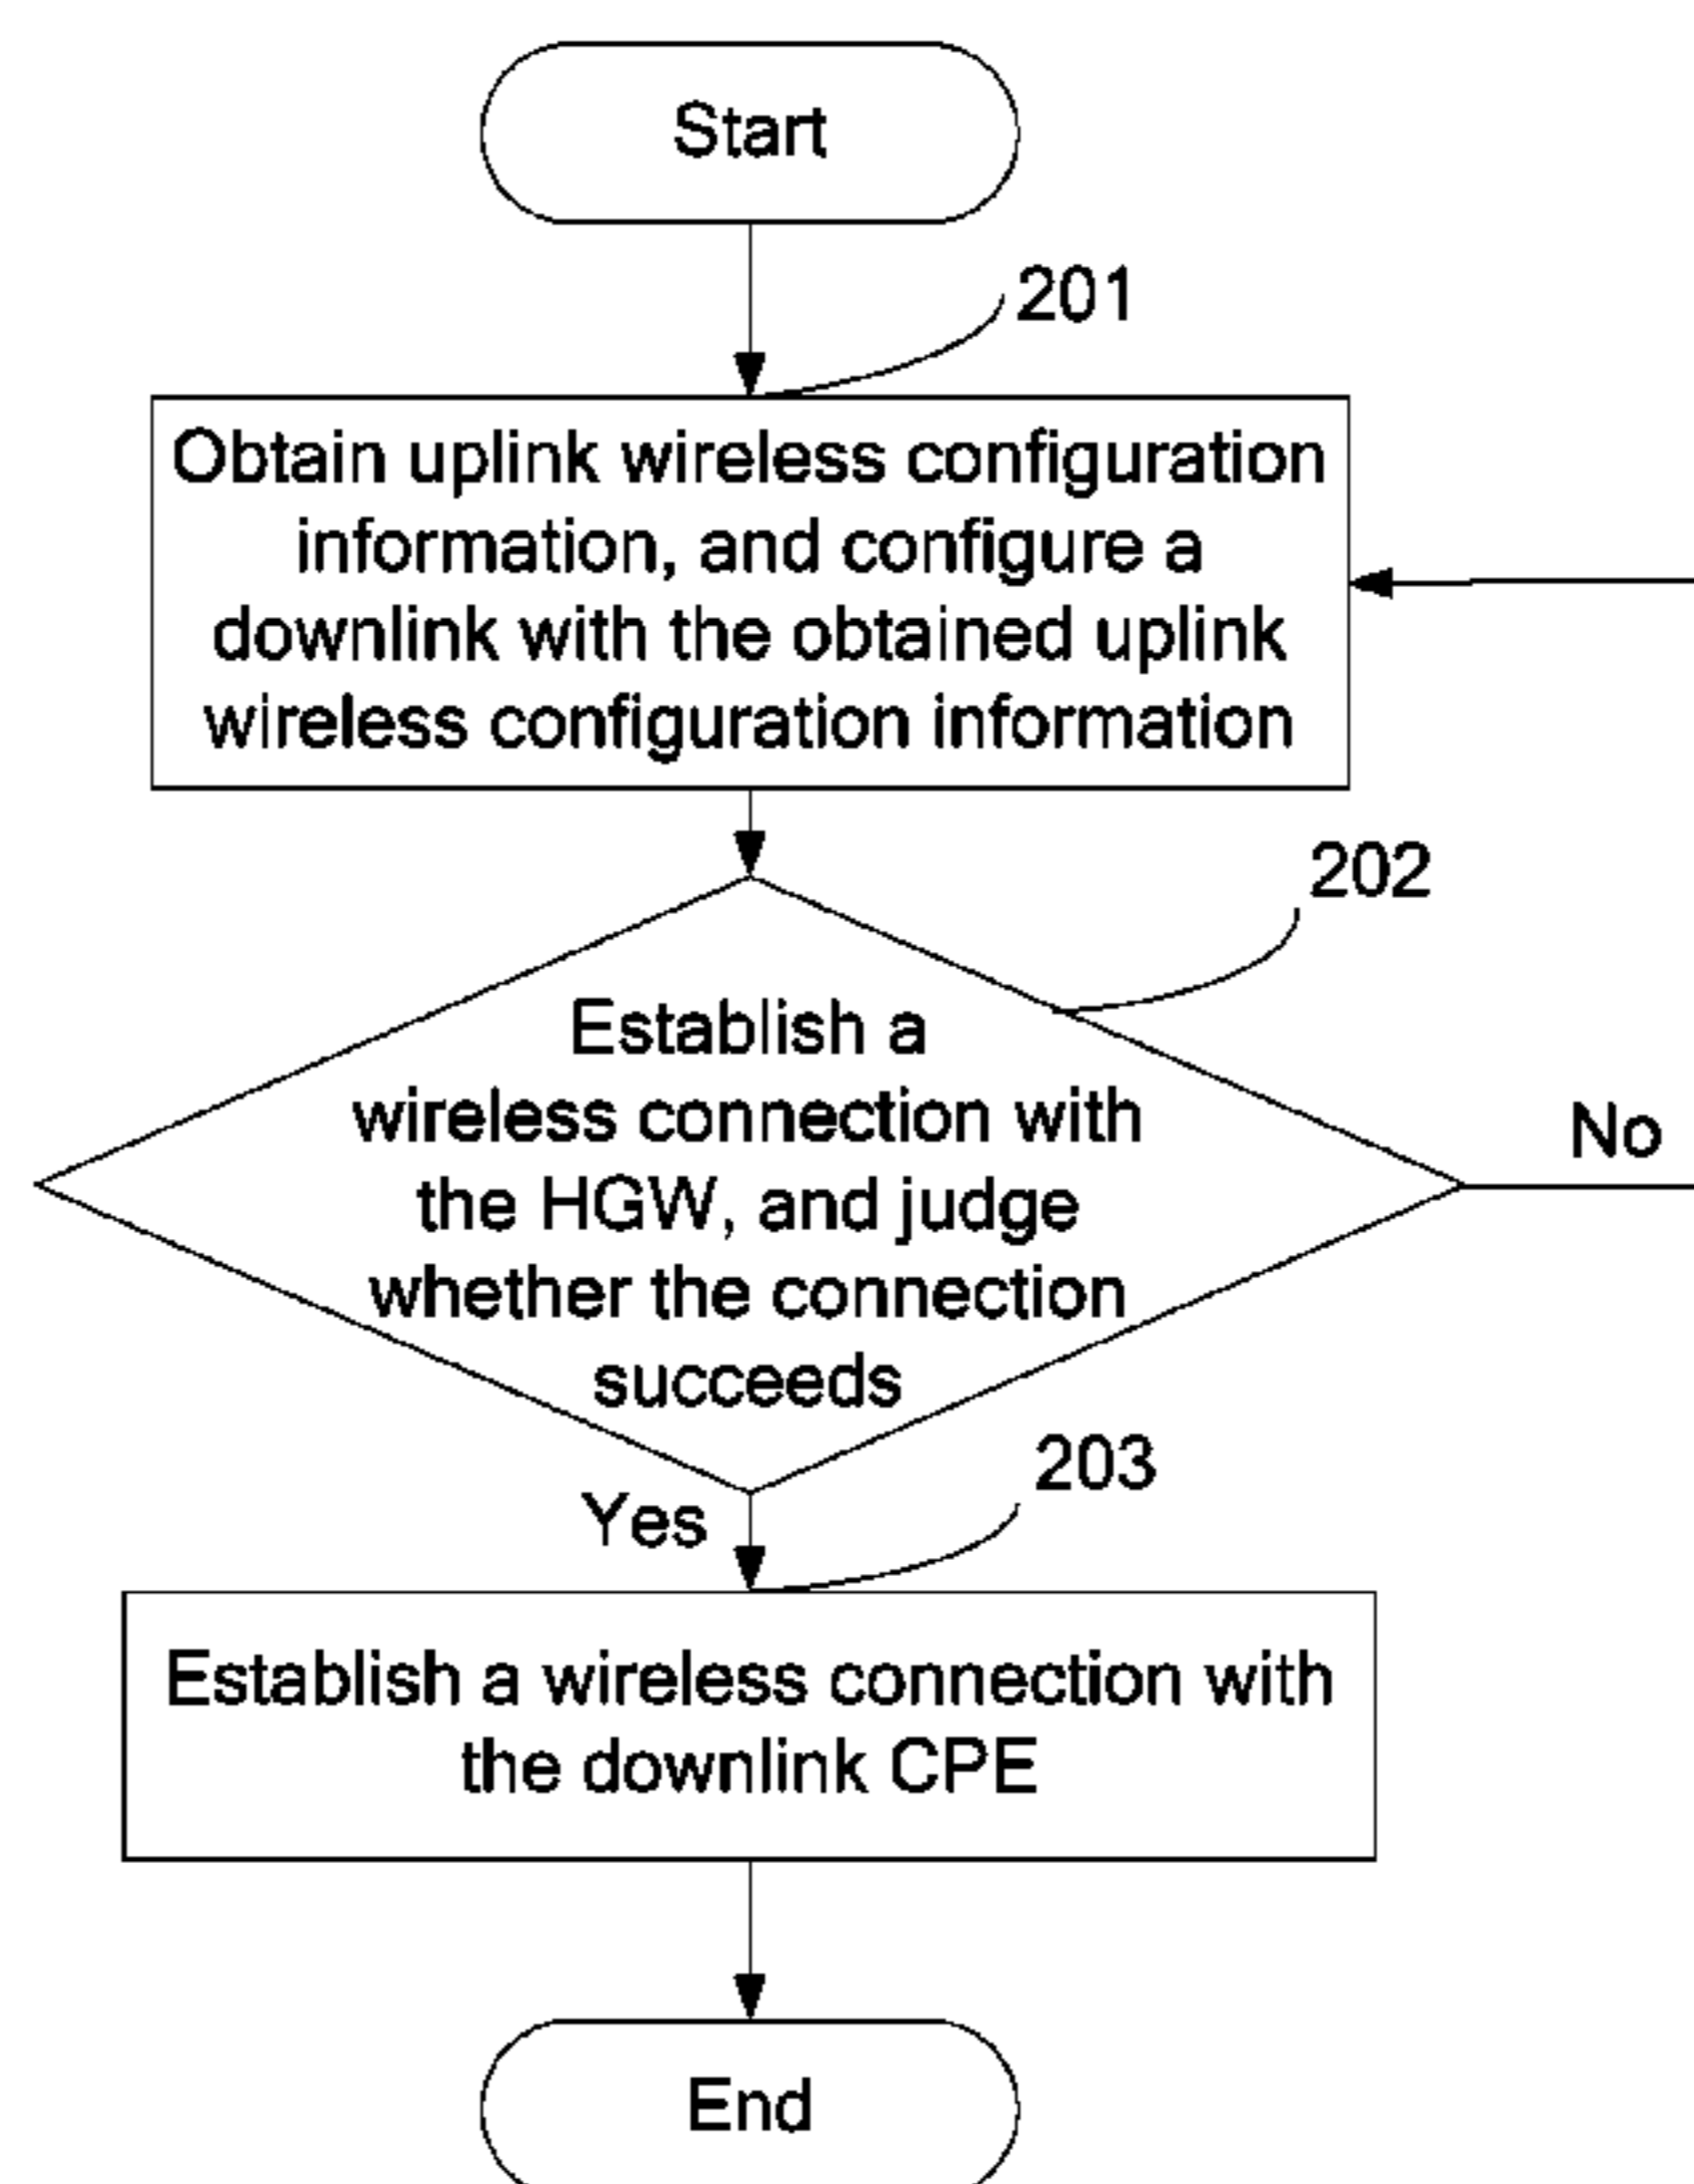 Start
201
Obtain uplink wireless configuration
information, and configure a
downlink with the obtained uplink
wireless configuration information
202
Establish a
wireless connection with
the HGW, and judge
whether the connection
succeeds
No
Yes
203
Establish a wireless connection with
the downlink CPE
End